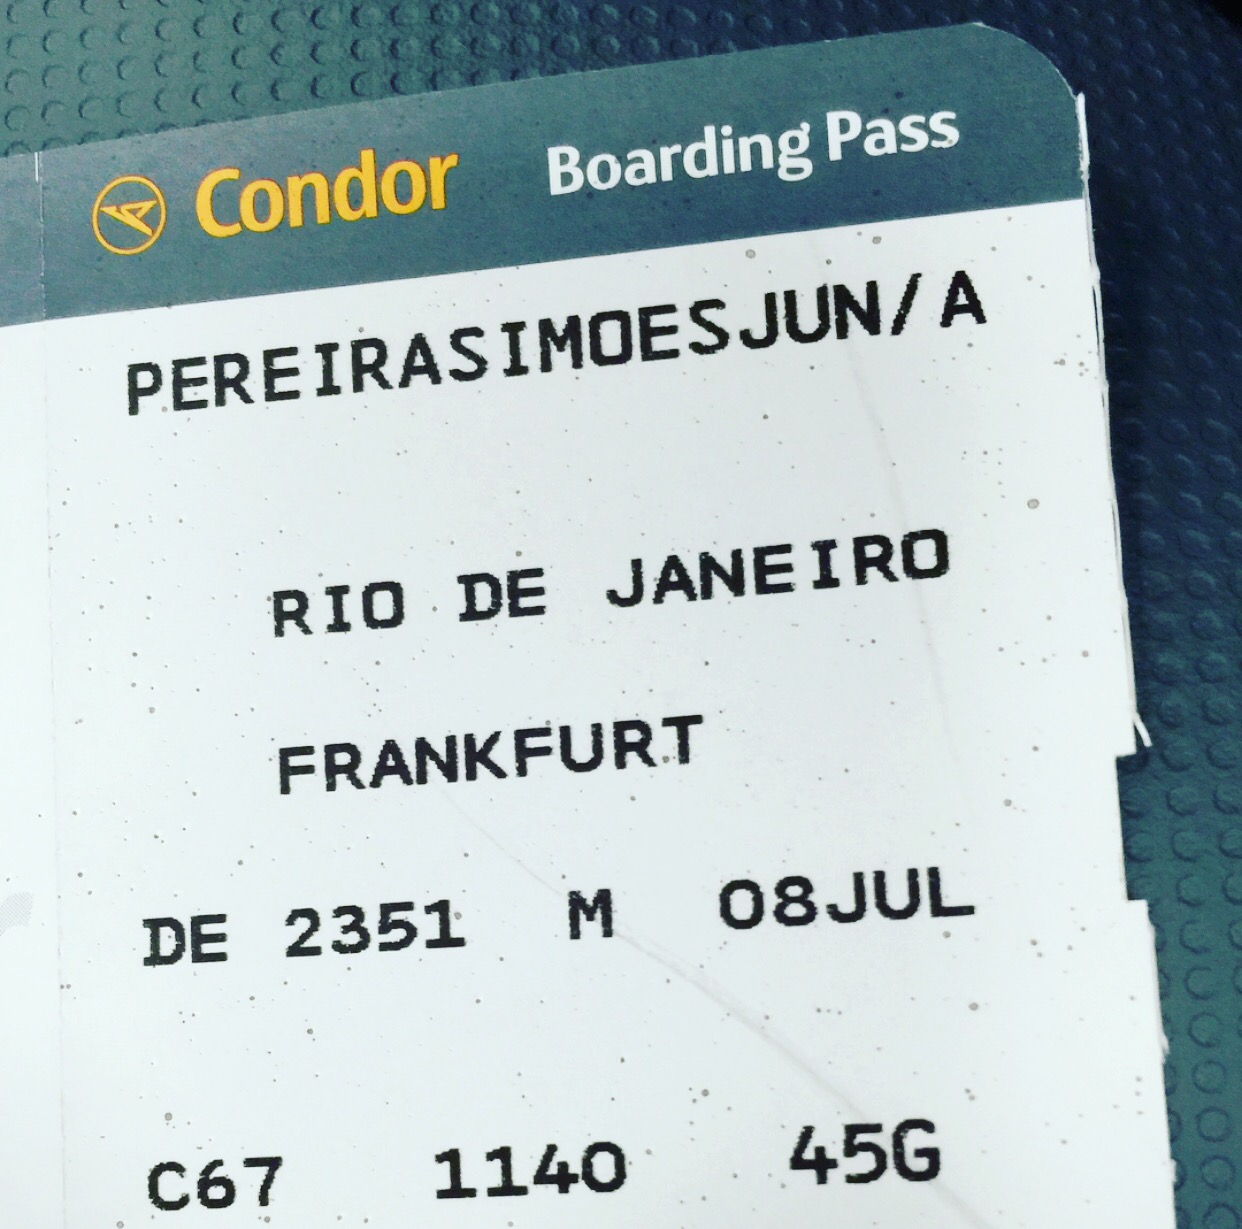 Condor Boarding Pass
PEREIRASIMOESJUN/A
RIO DE JANEIRO
FRANKFURT
DE 2351 M 08JUL
C67 1140 45G